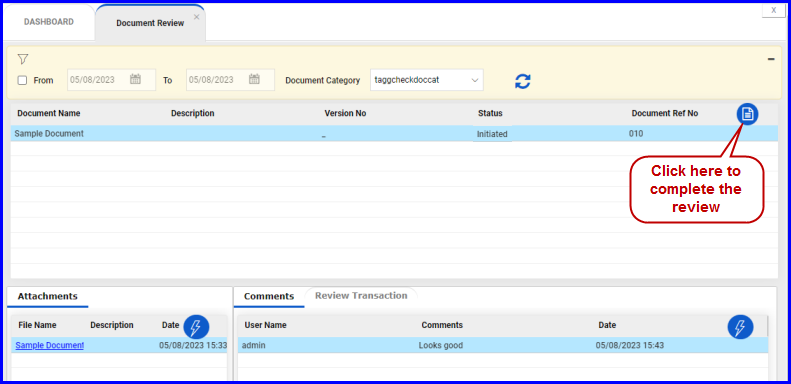 DASHBOARD
Document Review
x
X
From 05/08/2023 To 05/08/2023 Document Category taggcheckdoccat
Document Name Description Version No Status Document Ref No
Sample Document _ Initiated 010
Click here to
complete the
review
Attachments
Comments Review Transaction
File Name Description Date
User Name Comments Date
Sample Document 05/08/2023 15:33
admin Looks good 05/08/2023 15:43